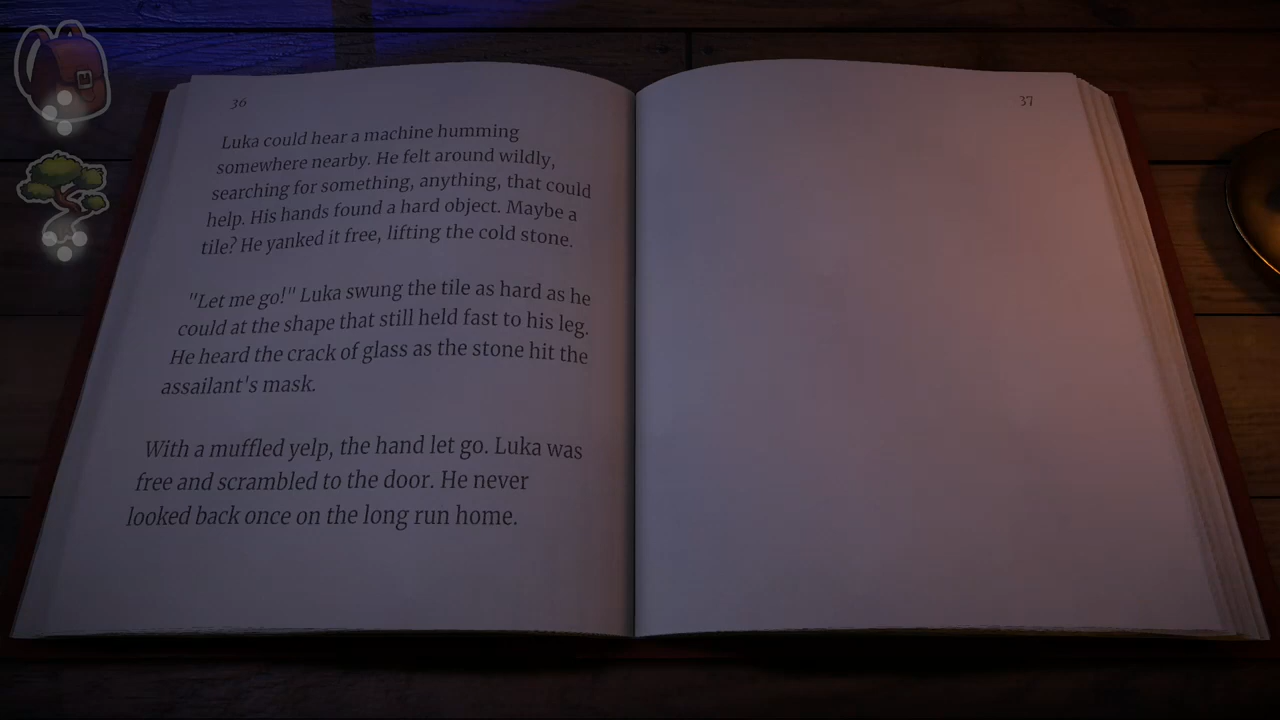 36
Luka could hear a machine humming
somewhere nearby. He felt around wildly,
searching for something, anything, that could
help. His hands found a hard object. Maybe a
tile? He yanked it free, lifting the cold stone.
"Let me go!" Luka swung the tile as hard as he
could at the shape that still held fast to his leg.
He heard the crack of glass as the stone hit the
assailant's mask.
With a muffled yelp, the hand let go. Luka was
free and scrambled to the door. He never
looked back once on the long run home.
37